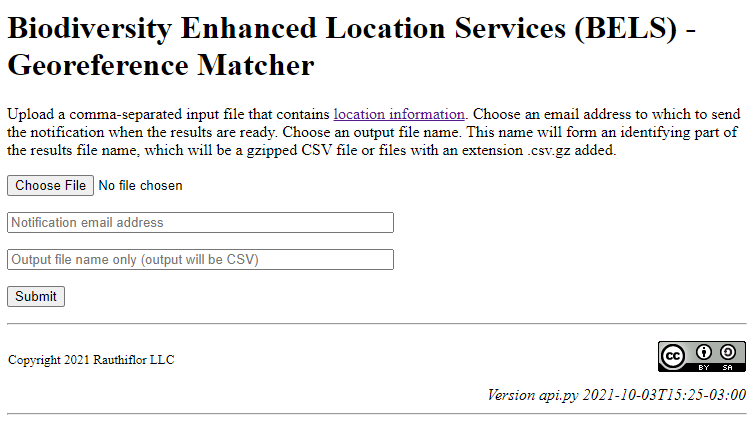 Biodiversity Enhanced Location Services (BELS) -
Georeference Matcher
Upload a comma-separated input file that contains location information. Choose an email address to which to send
the notification when the results are ready. Choose an output file name. This name will form an identifying part of
the results file name, which will be a gzipped CSV file or files with an extension .csv.gz added.
Choose File No file chosen
Notification email address
Output file name only (output will be CSV)
Submit
Copyright 2021 Rauthiflor LLC
cc BY SA
Version api.py 2021-10-03T15:25-03:00